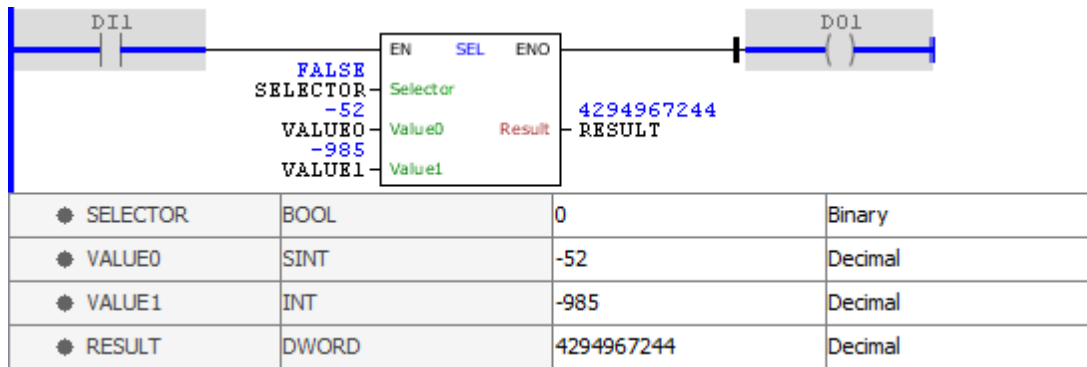 DI1 DO1
EN SEL ENO
FALSE
SELECTOR Selector
-52 4294967244
VALUE0 Value0 Result RESULT
-985
VALUE1 Value1
SELECTOR BOOL 0 Binary
VALUE0 SINT -52 Decimal
VALUE1 INT -985 Decimal
RESULT DWORD 4294967244 Decimal